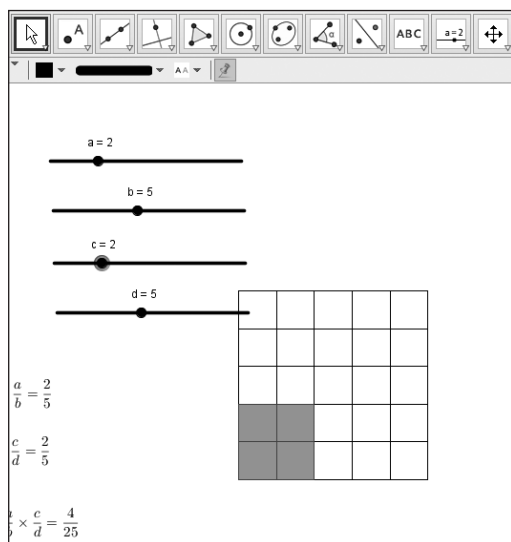 A α ABC a=2
A A
a = 2
b = 5
c = 2
d = 5
a/b = 2/5
c/d = 2/5
× c/d = 4/25